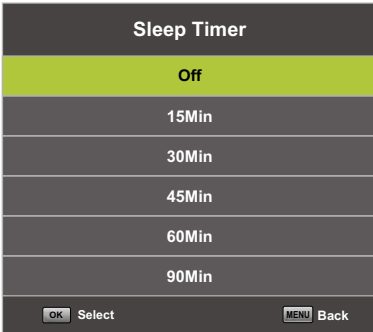 Sleep Timer
Off
15Min
30Min
45Min
60Min
90Min
OK Select MENU Back